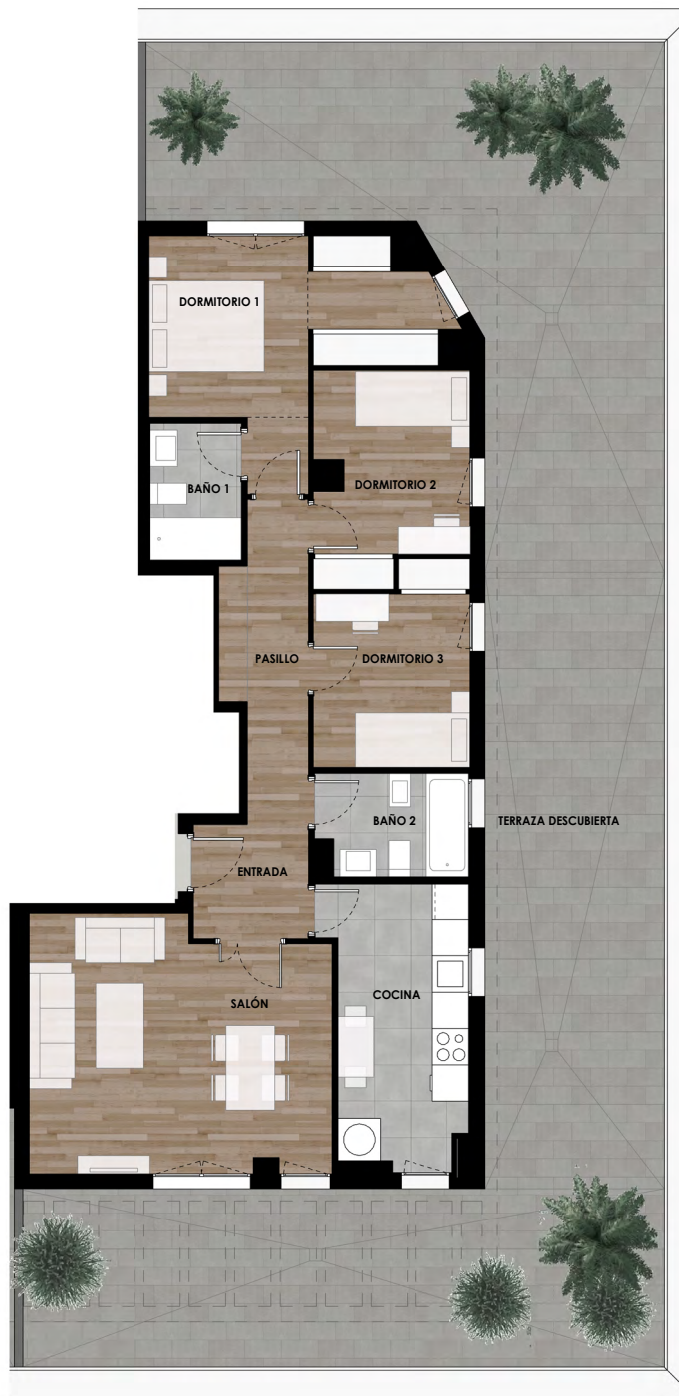 DORMITORIO 1
DORMITORIO 2
BAÑO 1
PASILLO
DORMITORIO 3
BAÑO 2
TERRAZA DESCUBIERTA
ENTRADA
COCINA
SALÓN